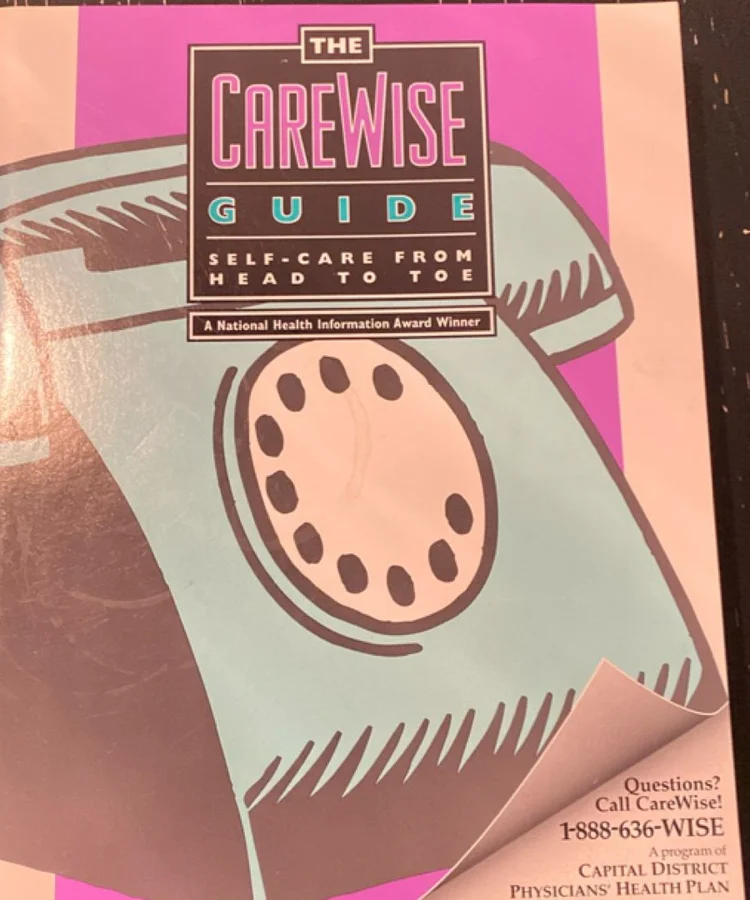 THE
CAREWISE
GUIDE
SELF-CARE FROM
HEAD TO TOE
A National Health Information Award Winner
Questions?
Call CareWise!
1-888-636-WISE
A program of
CAPITAL DISTRICT
PHYSICIANS' HEALTH PLAN